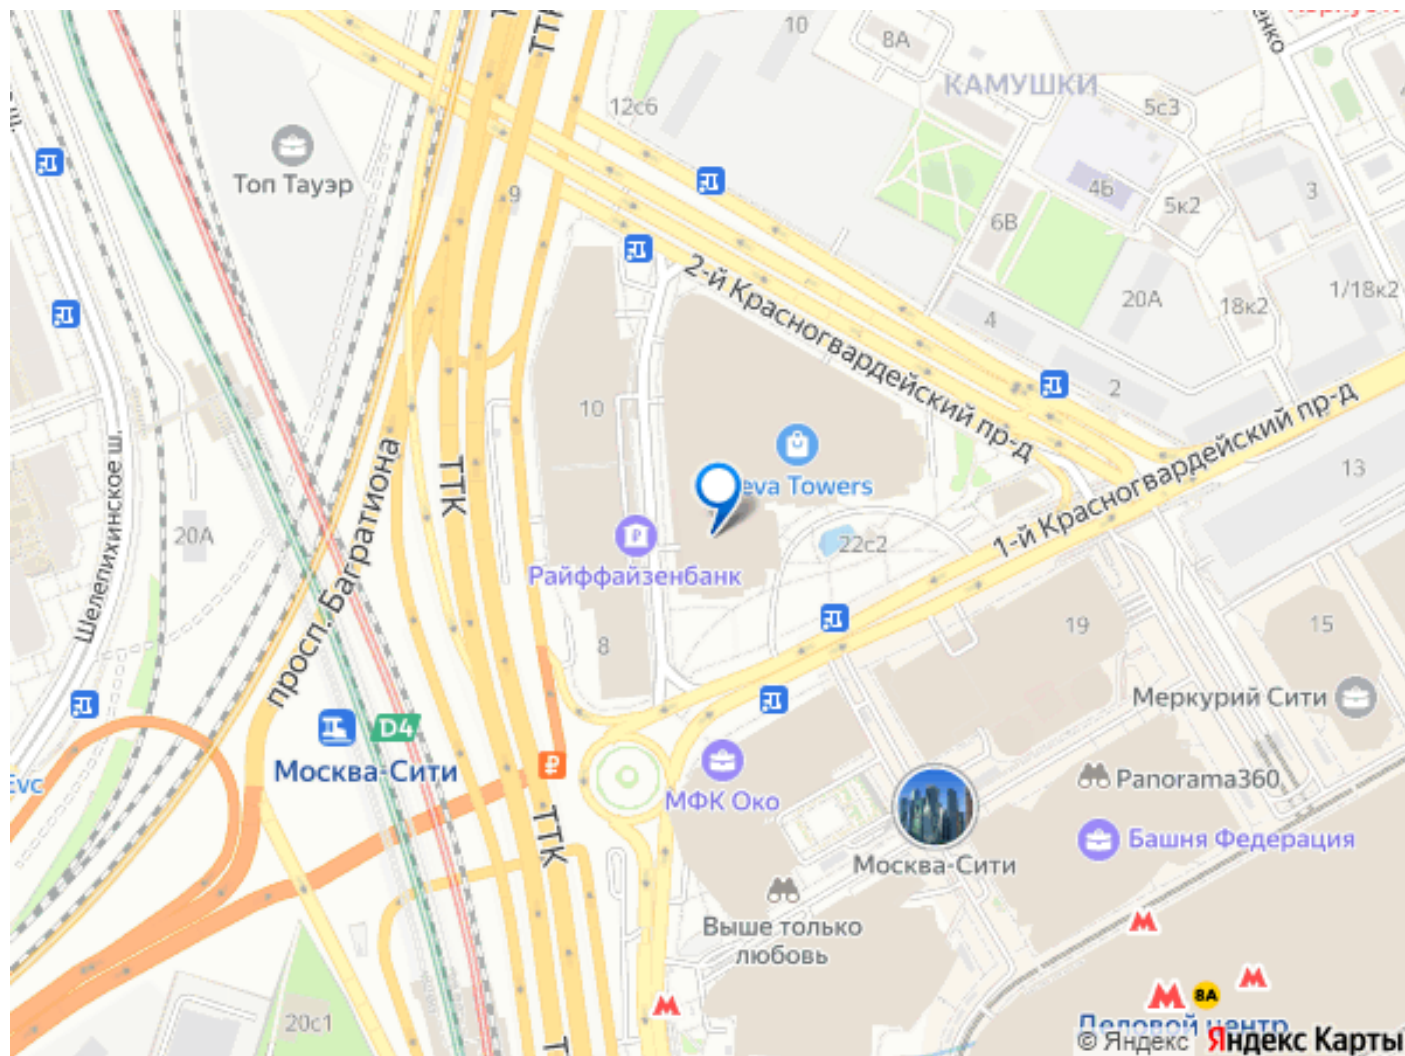 10
8А
КАМУШКИ
12с6
5с3
ТТК
Топ Тауэр
9
4Б
5к2
3
6В
2-й Красногвардейский пр-д
20А
18к2
1/18к2
4
2
10
просп. Багратиона
ТТК
Шелепихинское ш.
20А
eva Towers
1-й Красногвардейский пр-д
13
22с2
Райффайзенбанк
8
19
15
Меркурий Сити
D4
Москва-Сити
МФК Око
Panorama360
Башня Федерация
Evc
ТТК
Москва-Сити
Выше только
любовь
8А
Деловой центр
20с1
© Яндекс Яндекс Карты